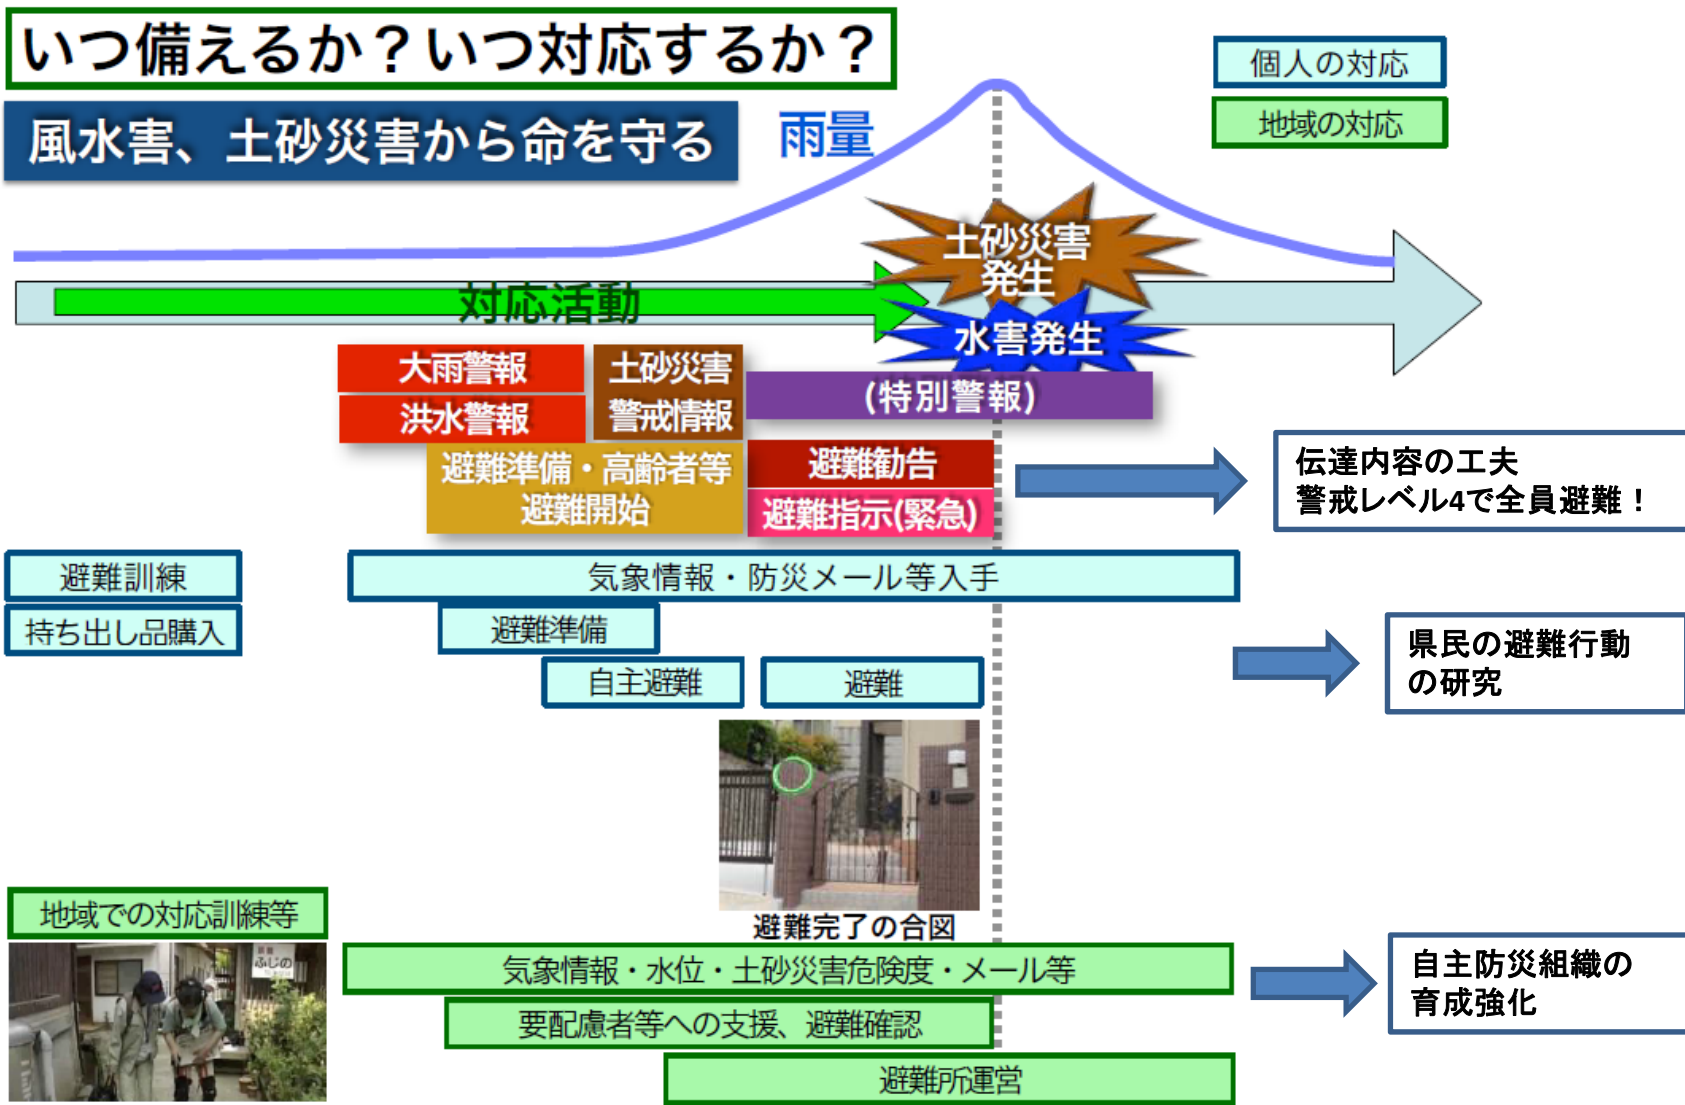 いつ備えるか？いつ対応するか？
個人の対応
地域の対応
風水害、土砂災害から命を守る
雨量
土砂災害
発生
対応活動
水害発生
大雨警報
洪水警報
土砂災害
警戒情報
(特別警報)
避難準備・高齢者等
避難開始
避難勧告
避難指示(緊急)
伝達内容の工夫
警戒レベル4で全員避難！
避難訓練
気象情報・防災メール等入手
持ち出し品購入
避難準備
自主避難
避難
県民の避難行動
の研究
避難完了の合図
地域での対応訓練等
ふじの
気象情報・水位・土砂災害危険度・メール等
要配慮者等への支援、避難確認
避難所運営
自主防災組織の
育成強化